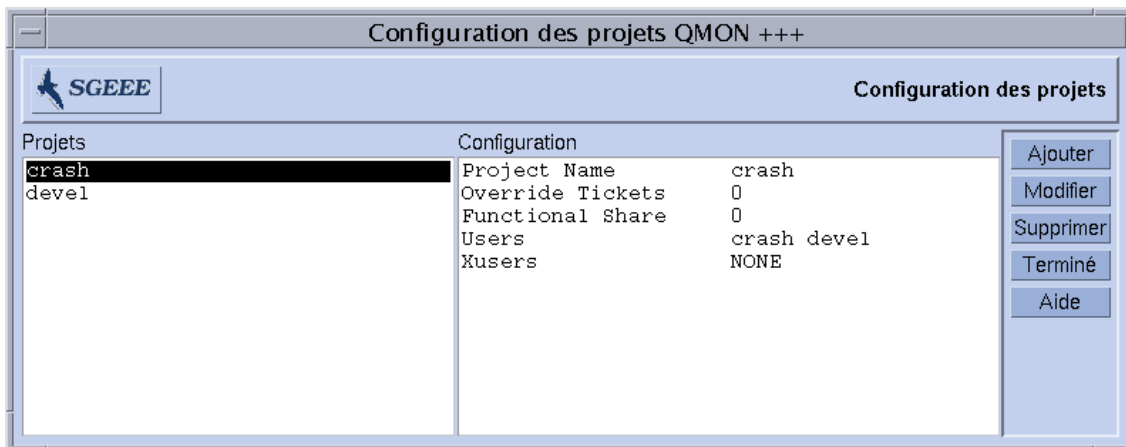 Configuration des projets QMON +++
SGEEE
Configuration des projets
Projets
crash
devel
Configuration
Project Name crash
Override Tickets 0
Functional Share 0
Users crash devel
Xusers NONE
Ajouter
Modifier
Supprimer
Terminé
Aide